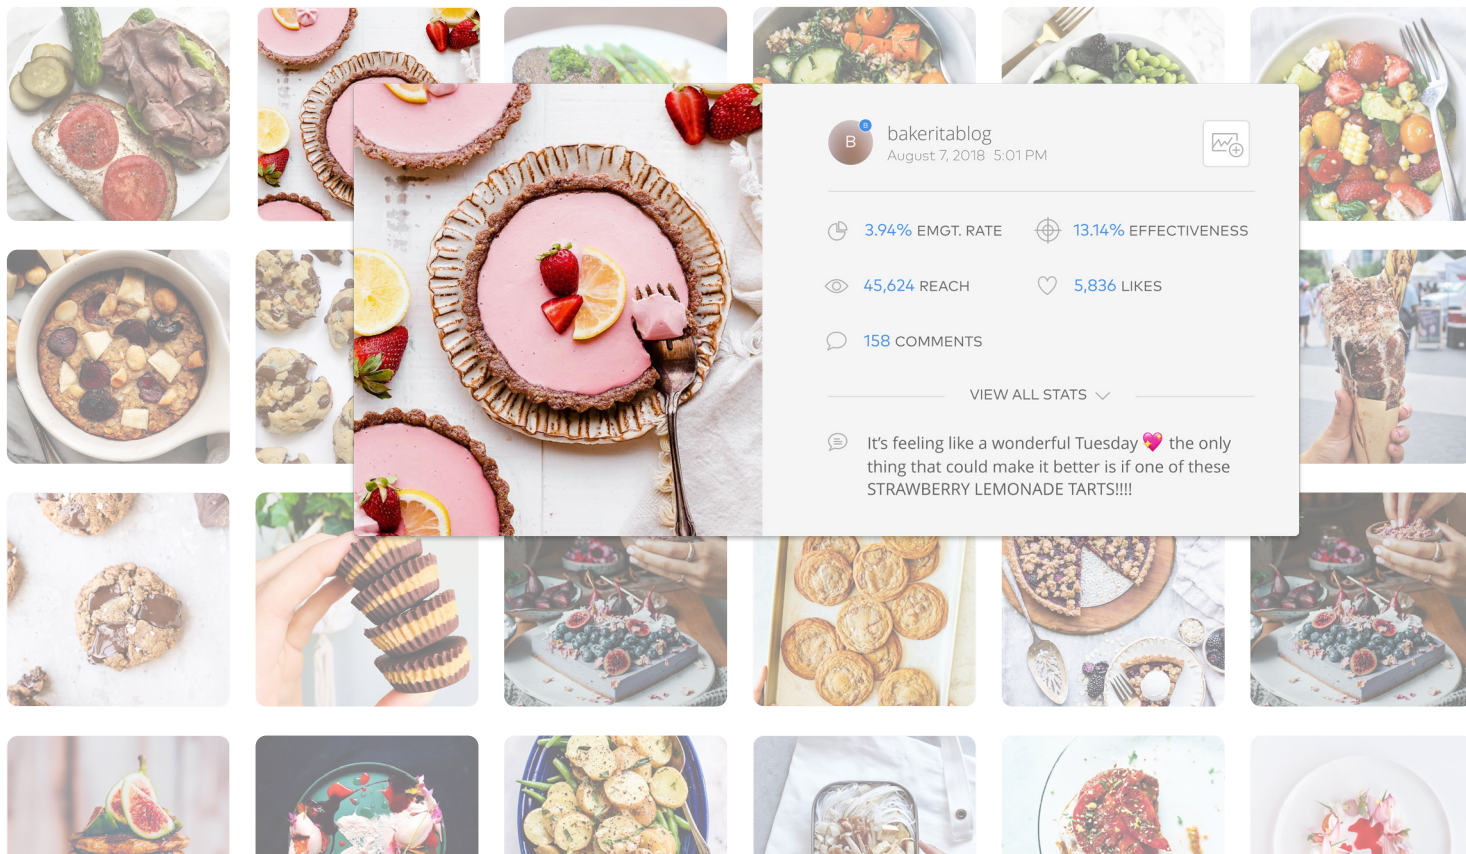 B
B
bakeritablog
August 7, 2018 5:01 PM
3.94% EMGT. RATE
13.14% EFFECTIVENESS
45,624 REACH
5,836 LIKES
158 COMMENTS
VIEW ALL STATS
It's feeling like a wonderful Tuesday 💖 the only
thing that could make it better is if one of these
STRAWBERRY LEMONADE TARTS!!!!